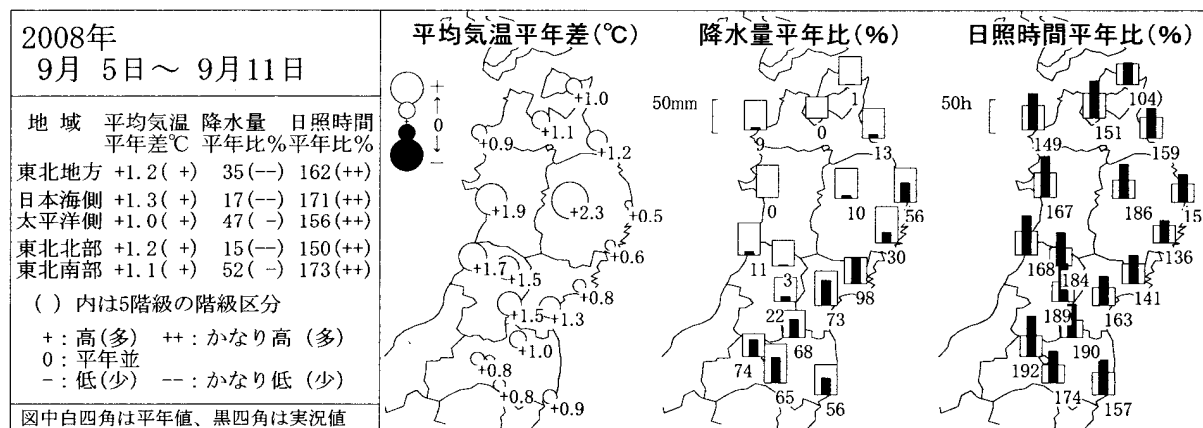 2008年
9月 5日～ 9月11日
地 域 平均気温 降水量 日照時間
平年差℃ 平年比% 平年比%
東北地方 +1.2( +) 35(--) 162(++)
日本海側 +1.3( +) 17(--) 171(++)
太平洋側 +1.0( +) 47( -) 156(++)
東北北部 +1.2( +) 15(--) 150(++)
東北南部 +1.1( +) 52( -) 173(++)
( ) 内は5階級の階級区分
+：高(多) ++：かなり高 (多)
0：平年並
-：低(少) --：かなり低 (少)
図中白四角は平年値、黒四角は実況値
平均気温平年差(℃)
+
↑
0
↓
-
+1.0
+1.1
+0.9
+1.2
+1.9
+2.3
+0.5
+0.6
+1.7
+1.5
+0.8
+1.5
+1.3
+1.0
+0.8
+0.8
+0.9
降水量平年比(%)
50mm
1
0
9
13
0
10
56
30
11
3
98
22
73
68
74
65
56
日照時間平年比(%)
50h
104)
151
149
159
167
186
15
136
168
184
141
189
163
190
192
174
157